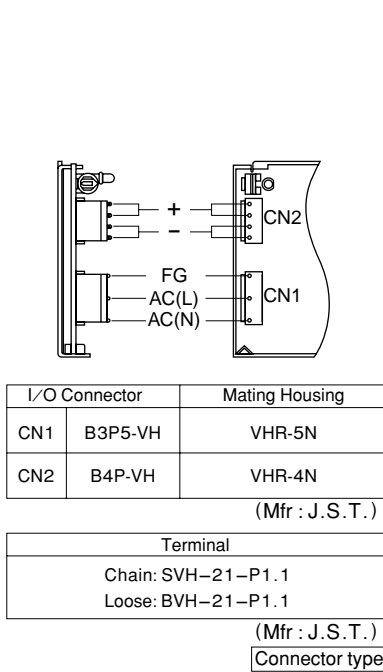 +
CN2
−
FG
AC(L)
CN1
AC(N)
I/O Connector Mating Housing
CN1 B3P5-VH VHR-5N
CN2 B4P-VH VHR-4N
(Mfr : J.S.T.)
Terminal
Chain: SVH−21−P1.1
Loose: BVH−21−P1.1
(Mfr : J.S.T.)
Connector type